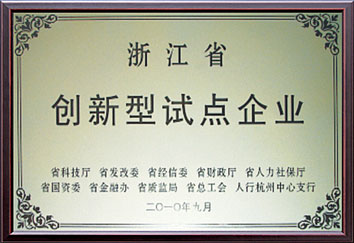 浙江省
创新型试点企业
省科技厅 省发改委 省经信委 省财政厅 省人力社保厅
省国资委 省金融办 省质监局 省总工会 人行杭州中心支行
二〇一〇年九月